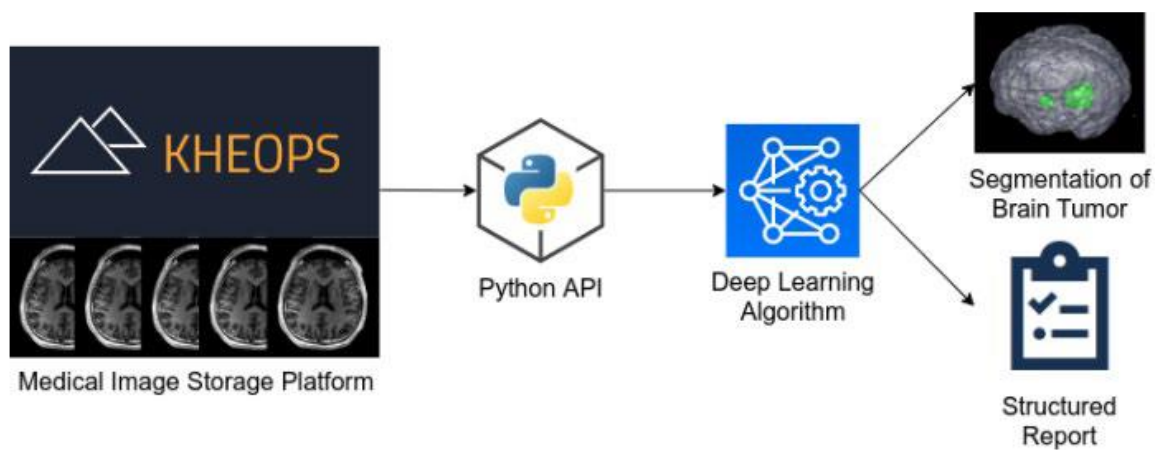 KHEOPS
Medical Image Storage Platform
Python API
Deep Learning
Algorithm
Segmentation of
Brain Tumor
Structured
Report